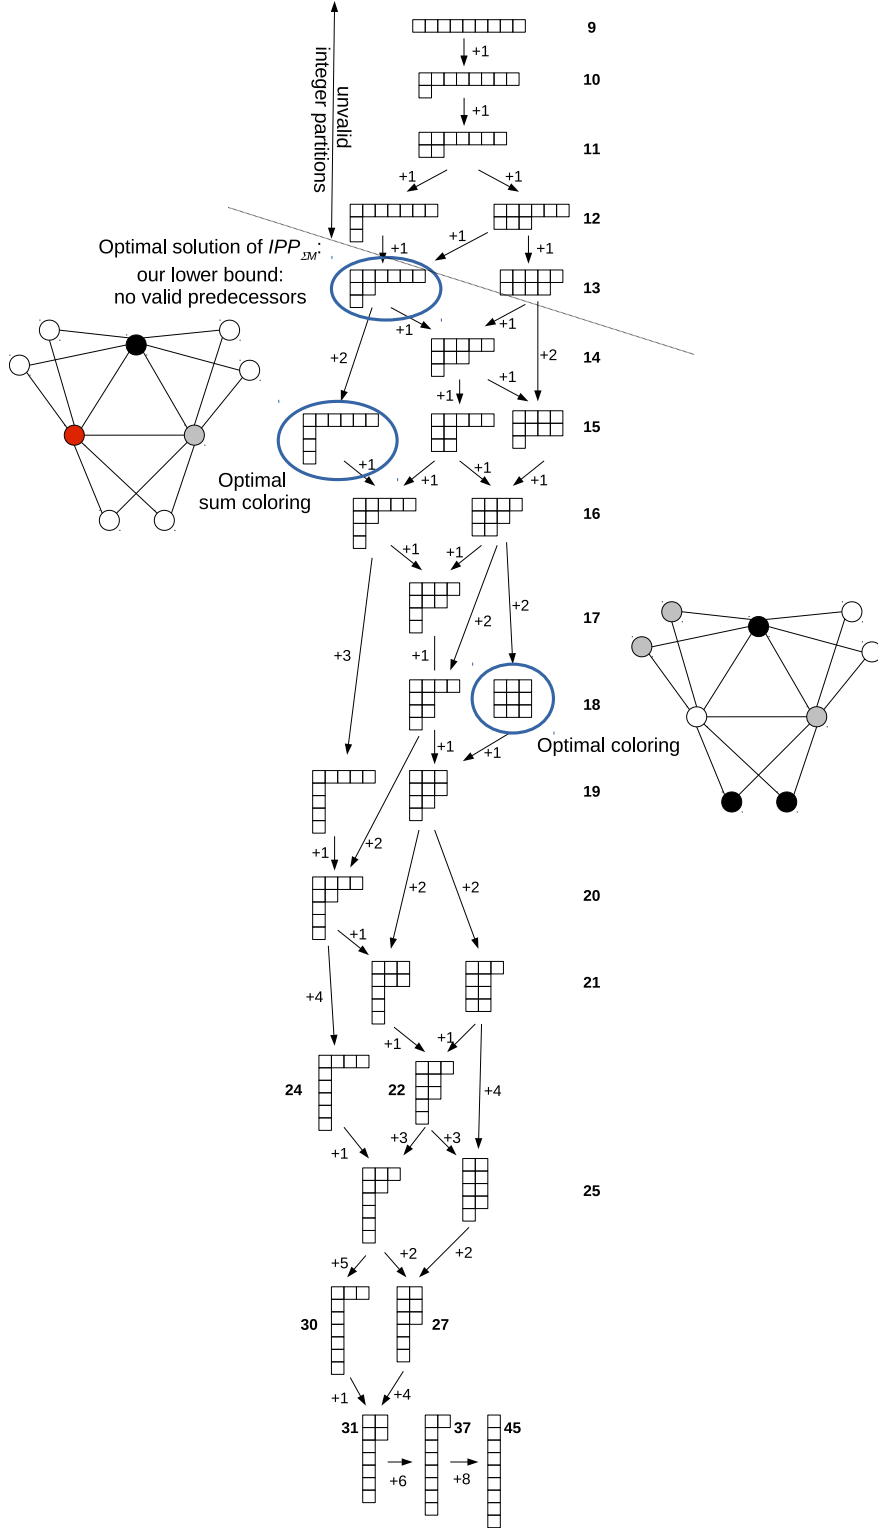 9
+1
10
+1
11
unvalid
integer partitions
+1 +1
12
Optimal solution of IPP_ΣM:
our lower bound:
no valid predecessors
+1 +1 +1
13
+1 +1
+2 +2
14
+1 +1
15
Optimal
sum coloring
+1 +1 +1 +1
16
+1 +1
+2 +2
17
+3 +1
18
Optimal coloring
+1 +1
19
+1 +2
+2 +2
20
+1
21
+4
+1 +1
24 22
+4
+1 +3 +3
25
+5 +2 +2
30 27
+1 +4
31 37 45
+6 +8